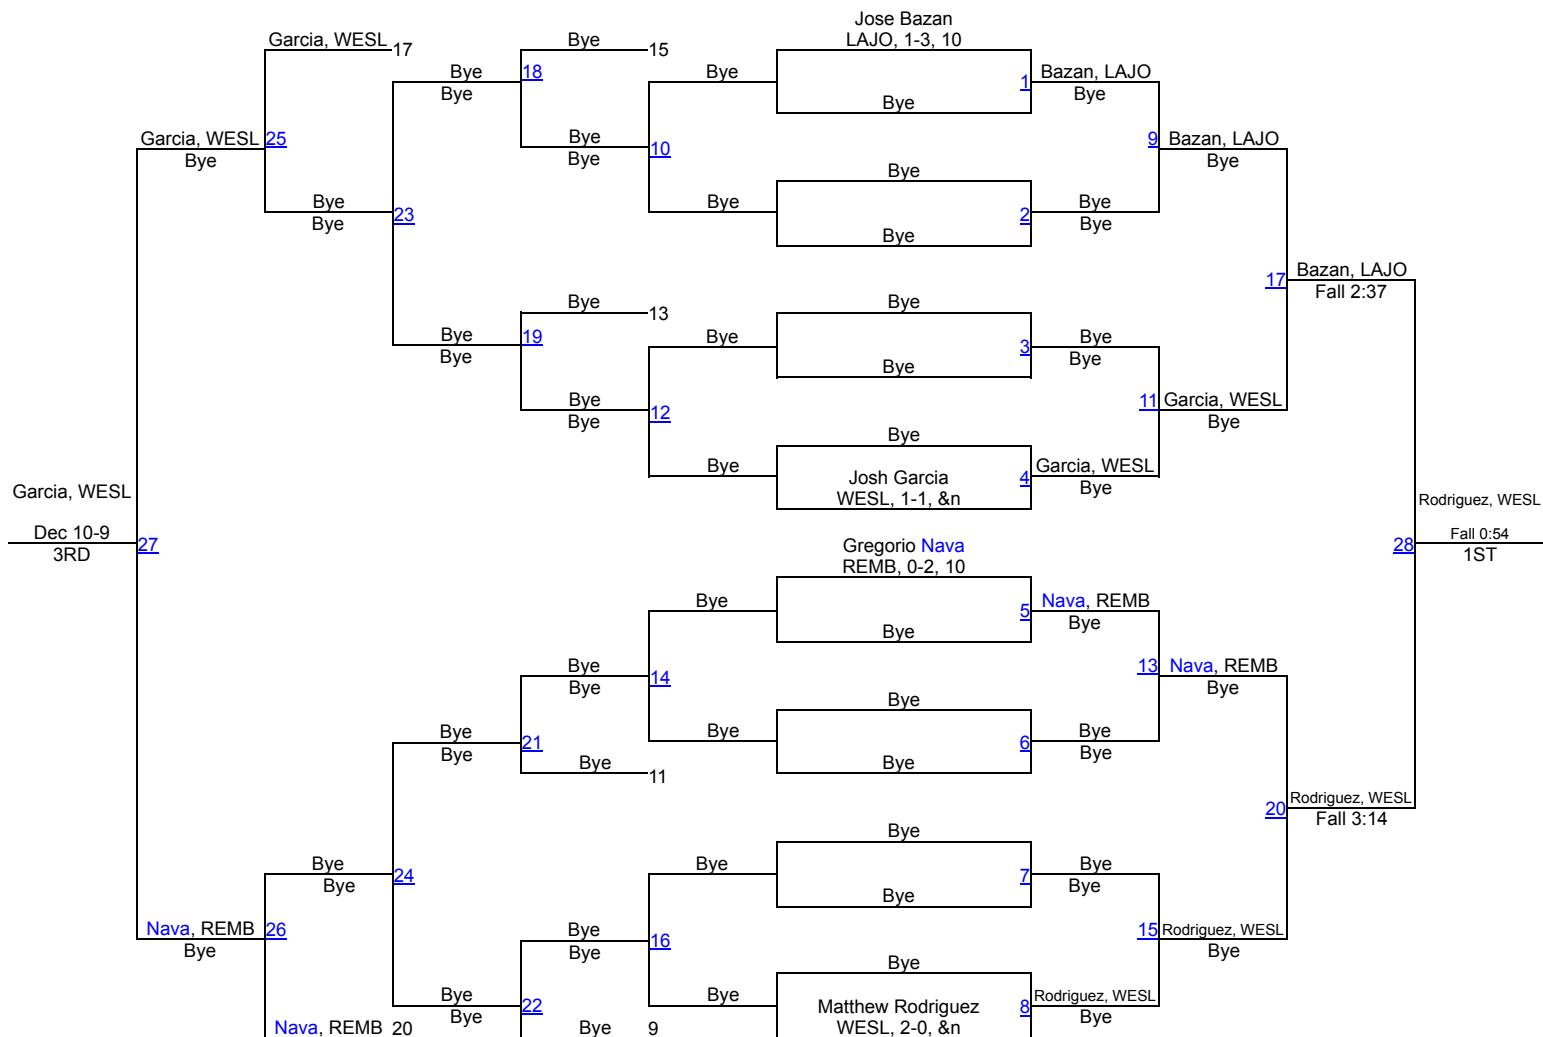 Jose Bazan
Garcia, WESL 17
Bye 15
LAJO, 1-3, 10
Bye
18
Bye
1
Bazan, LAJO
Bye
Bye
Bye
Garcia, WESL 25
Bye
10
9 Bazan, LAJO
Bye
Bye
Bye
Bye
Bye
Bye
2
Bye
Bye
23
Bye
Bye
Bye
17
Bazan, LAJO
Fall 2:37
Bye 13
Bye
Bye
19
Bye
3
Bye
Bye
Bye
Bye
Bye
12
11 Garcia, WESL
Bye
Bye
Bye
Bye
Josh Garcia
4
Garcia, WESL
Bye
WESL, 1-1, &n
Garcia, WESL
Rodriguez, WESL
Dec 10-9
27
3RD
Gregorio Nava
28
Fall 0:54
1ST
REMB, 0-2, 10
Bye
5
Nava, REMB
Bye
Bye
Bye
14
13 Nava, REMB
Bye
Bye
Bye
Bye
21
Bye
Bye
6
Bye
Bye
Bye
Bye 11
Bye
20
Rodriguez, WESL
Fall 3:14
Bye
Bye
Bye
24
Bye
7
Bye
Bye
Bye
Bye
Nava, REMB 26
Bye
Bye
16
15 Rodriguez, WESL
Bye
Bye
Bye
Bye
Bye
22
Bye
Matthew Rodriguez
8
Rodriguez, WESL
Bye
Bye
Nava, REMB 20
Bye 9
WESL, 2-0, &n